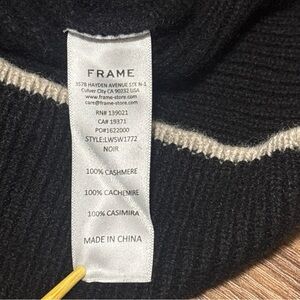 FRAME
3578 HAYDEN AVENUE STE N-1
Culver City CA 90232 USA
www.frame-store.com
care@frame-store.com
RN# 139021
CA# 19371
PO#1622000
STYLE:LWSW1772
NOIR
100% CASHMERE
100% CACHEMIRE
100% CASIMIRA
MADE IN CHINA